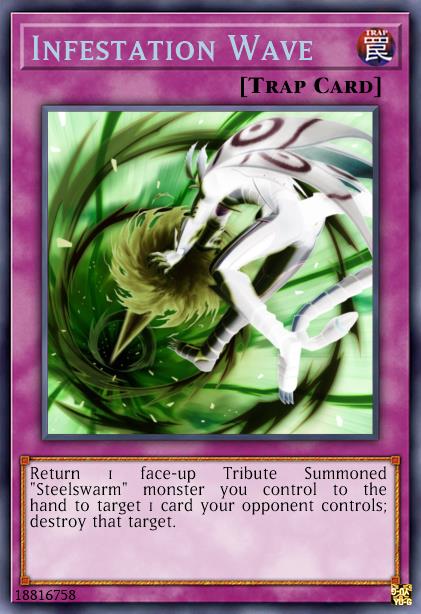 Infestation Wave
TRAP
罠
[Trap Card]
Return 1 face-up Tribute Summoned
"Steelswarm" monster you control to the
hand to target 1 card your opponent controls;
destroy that target.
18816758